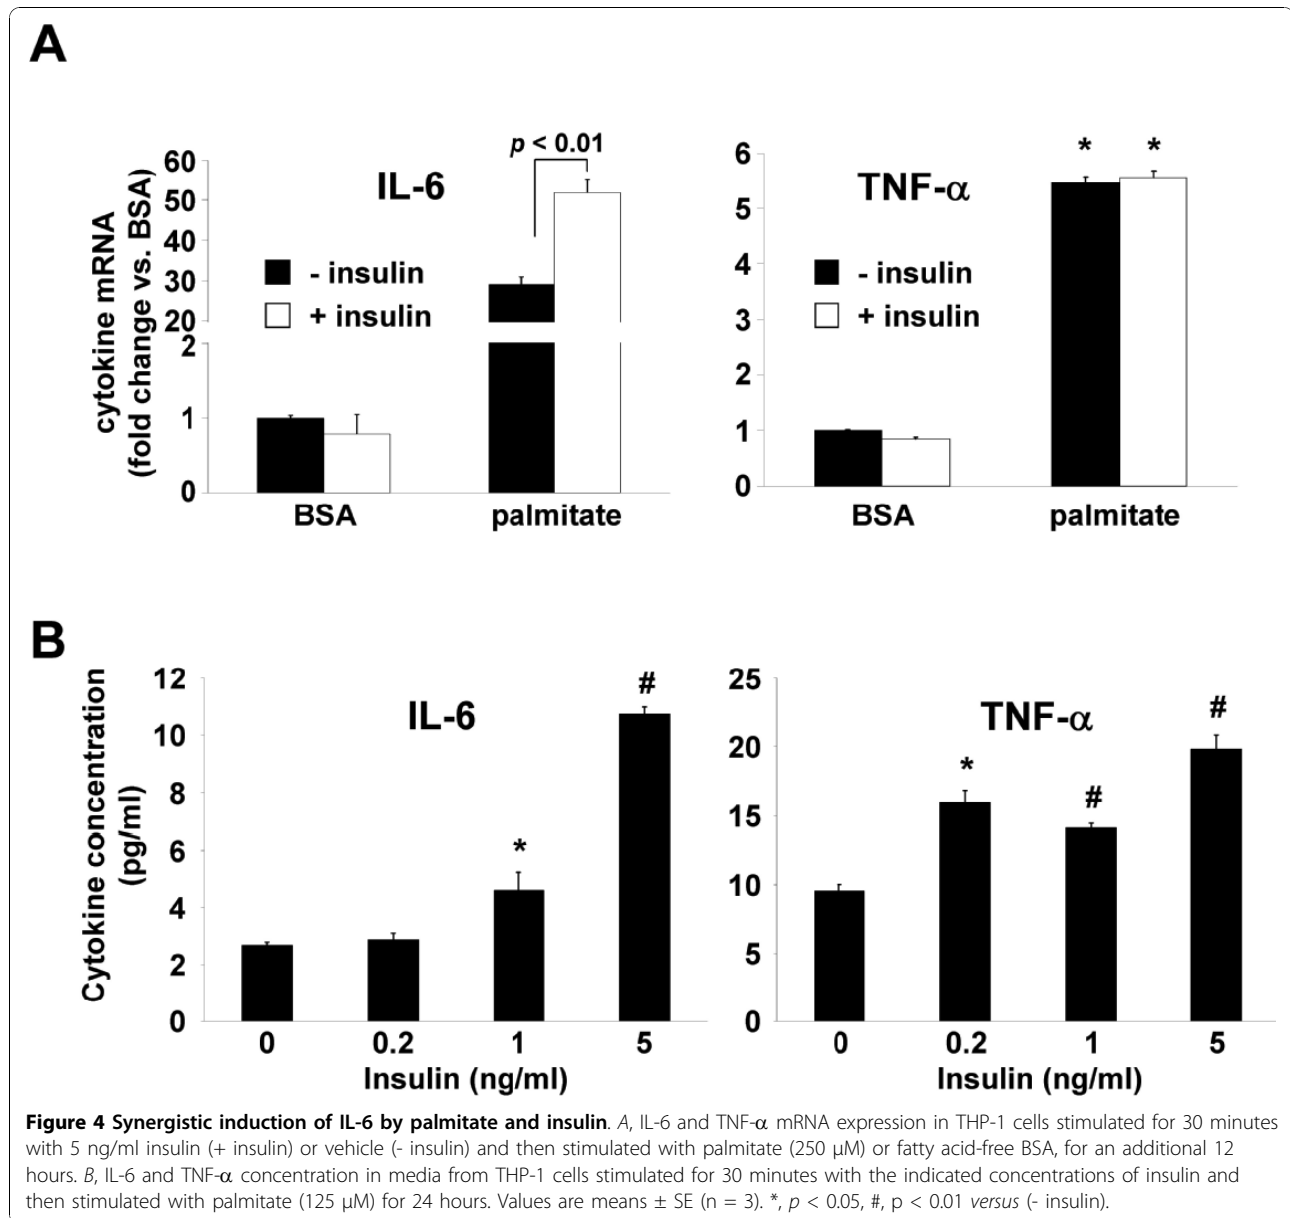 A
p < 0.01
60
50
40
30
20
2
1
0
cytokine mRNA
(fold change vs. BSA)
IL-6
- insulin
+ insulin
BSA
palmitate
* *
6
5
4
3
2
1
0
TNF-α
- insulin
+ insulin
BSA
palmitate
B
12
10
8
6
4
2
0
Cytokine concentration
(pg/ml)
IL-6
*
#
0 0.2 1 5
Insulin (ng/ml)
25
20
15
10
5
0
TNF-α
*
#
#
0 0.2 1 5
Insulin (ng/ml)
Figure 4 Synergistic induction of IL-6 by palmitate and insulin. A, IL-6 and TNF-α mRNA expression in THP-1 cells stimulated for 30 minutes
with 5 ng/ml insulin (+ insulin) or vehicle (- insulin) and then stimulated with palmitate (250 μM) or fatty acid-free BSA, for an additional 12
hours. B, IL-6 and TNF-α concentration in media from THP-1 cells stimulated for 30 minutes with the indicated concentrations of insulin and
then stimulated with palmitate (125 μM) for 24 hours. Values are means ± SE (n = 3). *, p < 0.05, #, p < 0.01 versus (- insulin).